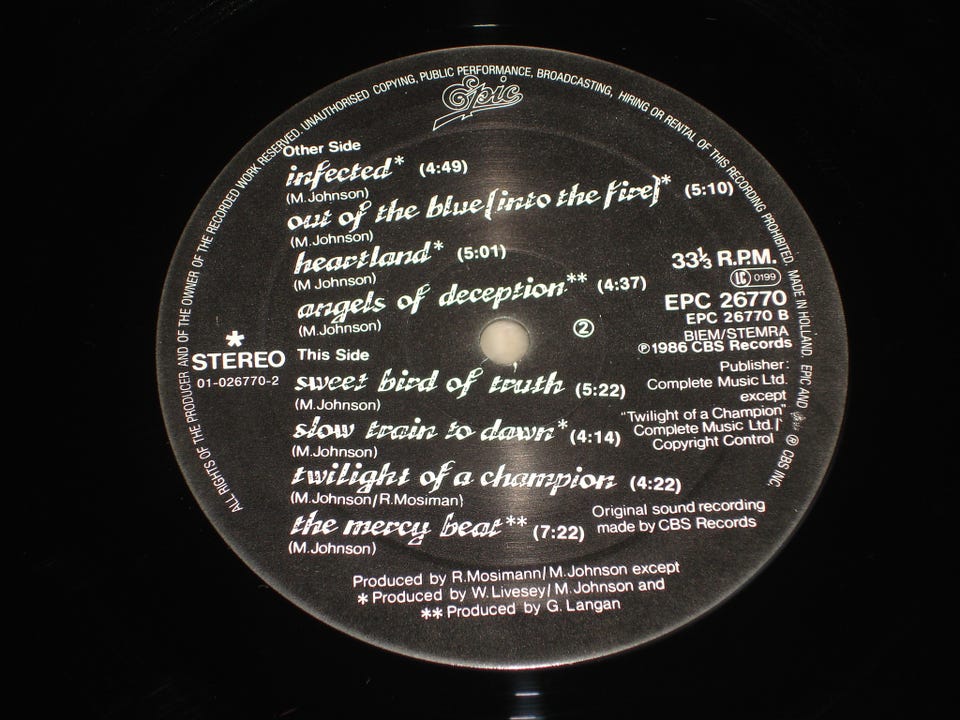 ALL RIGHTS OF THE PRODUCER AND OF THE OWNER OF THE RECORDED WORK RESERVED. UNAUTHORISED COPYING, PUBLIC PERFORMANCE, BROADCASTING, HIRING OR RENTAL OF THIS RECORDING PROHIBITED. MADE IN HOLLAND. EPIC AND ® CBS INC.
Epic
Other Side
infected* (4:49)
(M.Johnson)
out of the blue [into the fire]* (5:10)
(M.Johnson)
heartland* (5:01)
(M Johnson)
angels of deception** (4:37)
(M.Johnson)
33⅓ R.P.M.
LC 0199
EPC 26770
EPC 26770 B
BIEM/STEMRA
℗1986 CBS Records
②
*
STEREO
01-026770-2
Publisher:
Complete Music Ltd.
except
"Twilight of a Champion"
Complete Music Ltd./
Copyright Control
This Side
sweet bird of truth (5:22)
(M.Johnson)
slow train to dawn* (4:14)
(M.Johnson)
twilight of a champion (4:22)
(M.Johnson/R.Mosiman)
the mercy beat** (7:22)
(M.Johnson)
Original sound recording
made by CBS Records
Produced by R.Mosimann/M.Johnson except
* Produced by W. Livesey/M. Johnson and
** Produced by G. Langan